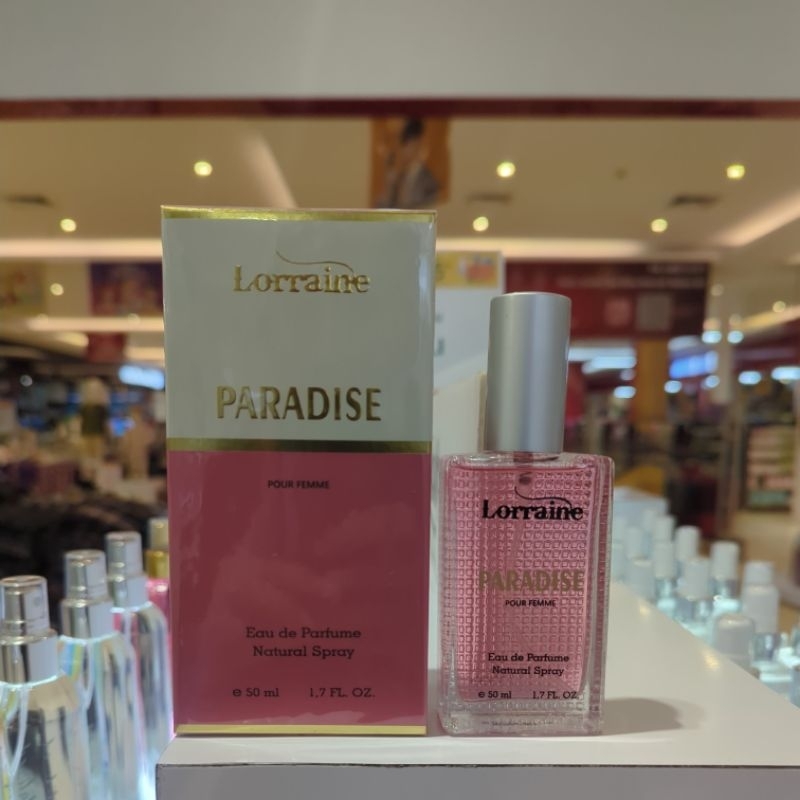 Lorraine
PARADISE
POUR FEMME
Eau de Parfume
Natural Spray
e 50 ml 1,7 FL. OZ.
Lorraine
PARADISE
POUR FEMME
Eau de Parfume
Natural Spray
e 50 ml 1.7 FL. OZ.